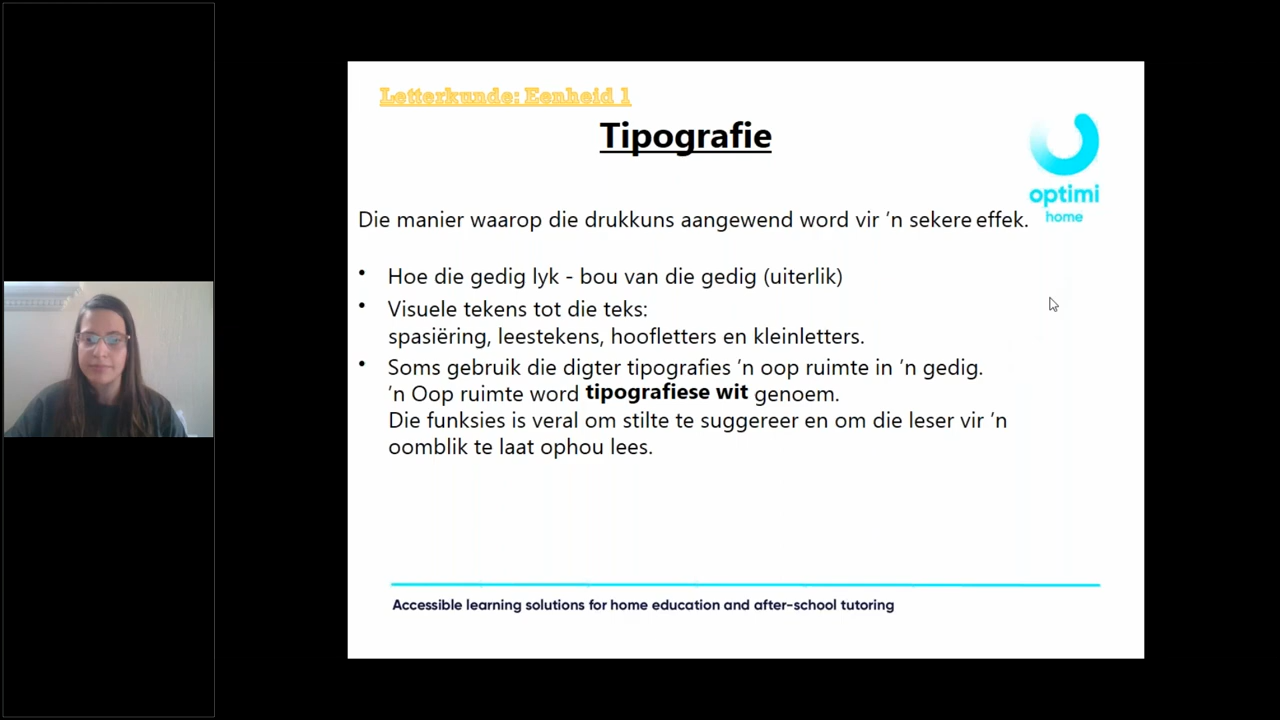 Letterkunde: Eenheid 1
Tipografie
optimi
home
Die manier waarop die drukkuns aangewend word vir ’n sekere effek.
• Hoe die gedig lyk - bou van die gedig (uiterlik)
• Visuele tekens tot die teks:
spasiëring, leestekens, hoofletters en kleinletters.
• Soms gebruik die digter tipografies ’n oop ruimte in ’n gedig.
’n Oop ruimte word tipografiese wit genoem.
Die funksies is veral om stilte te suggereer en om die leser vir ’n
oomblik te laat ophou lees.
Accessible learning solutions for home education and after-school tutoring